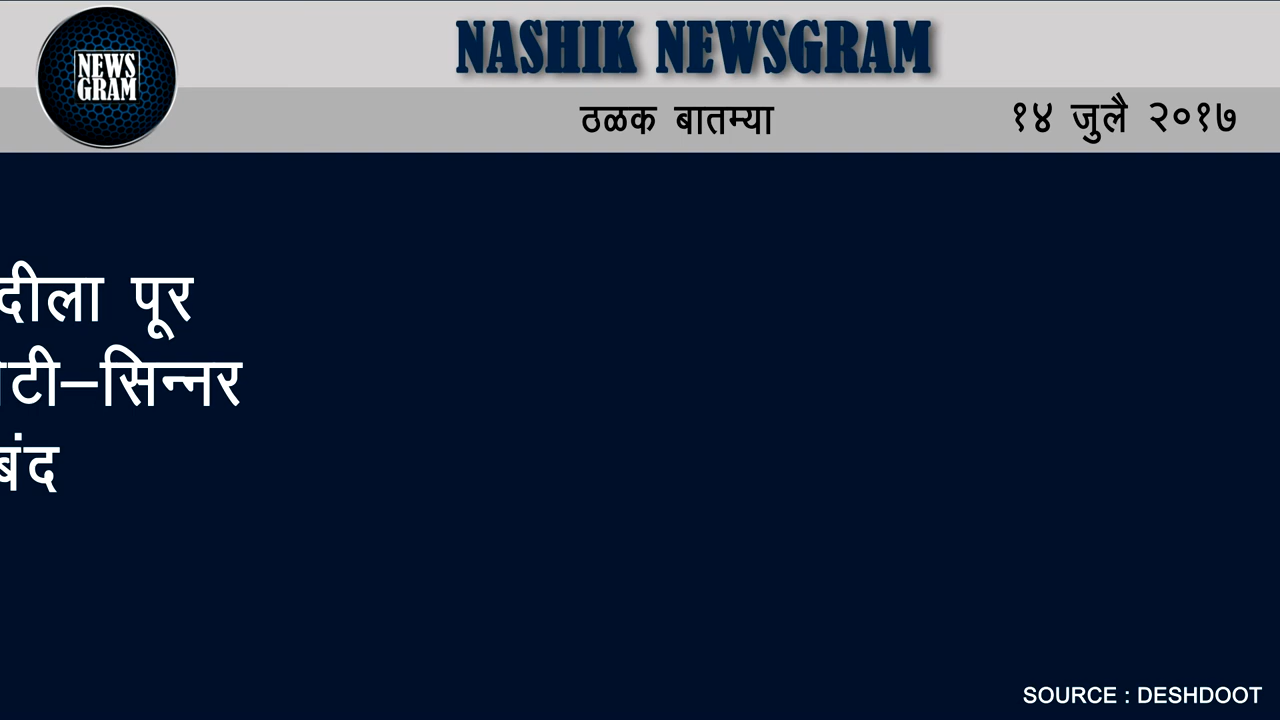 NEWS
GRAM
NASHIK NEWSGRAM
ठळक बातम्या
१४ जुलै २०१७
दीला पूर
टी–सिन्नर
बंद
SOURCE : DESHDOOT